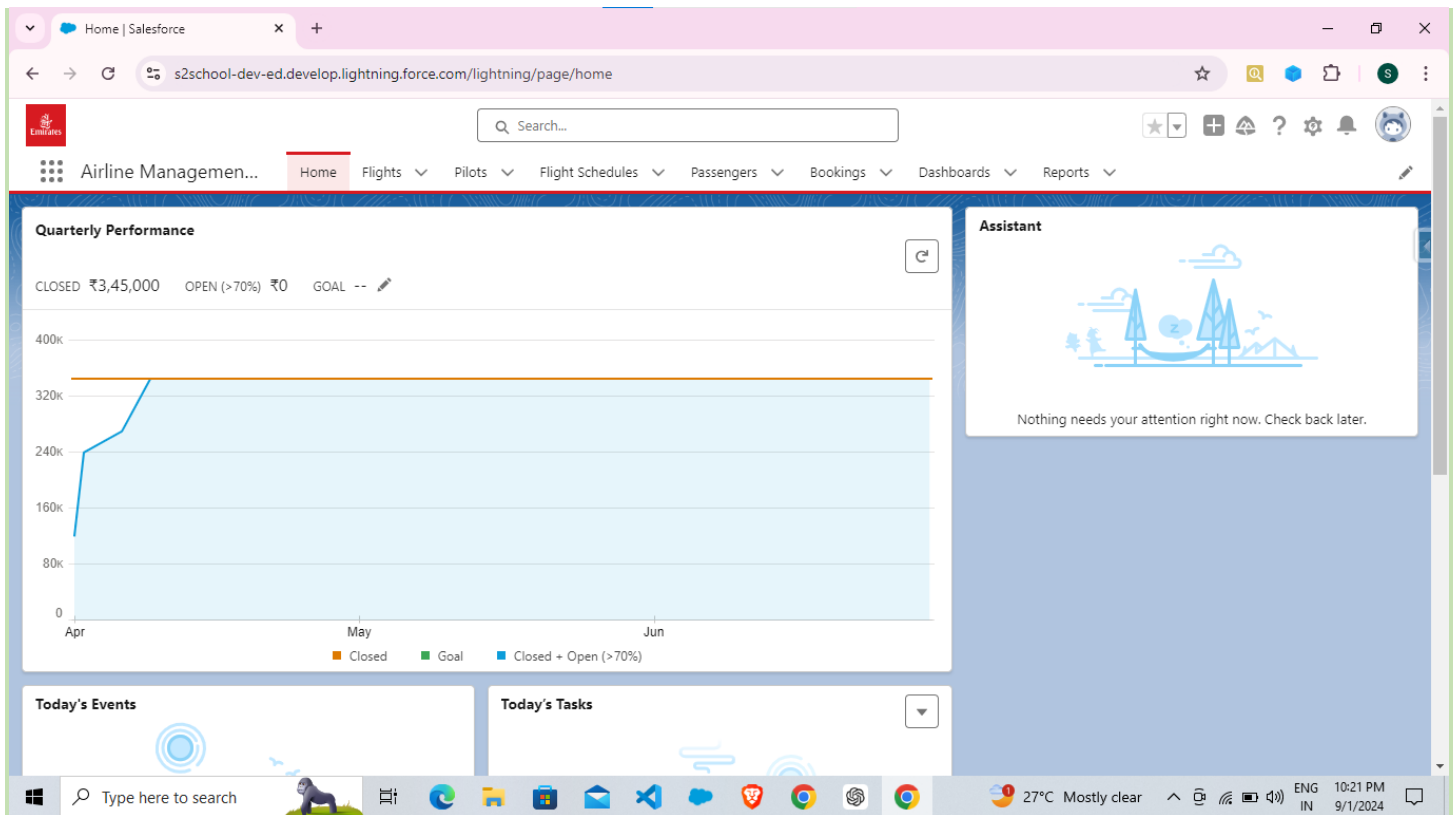 Home | Salesforce
s2school-dev-ed.develop.lightning.force.com/lightning/page/home
S
Emirates
Search...
Airline Managemen...
Home Flights Pilots Flight Schedules Passengers Bookings Dashboards Reports
Quarterly Performance
CLOSED ₹3,45,000 OPEN (>70%) ₹0 GOAL --
400K
320K
240K
160K
80K
0
Apr May Jun
Closed Goal Closed + Open (>70%)
Assistant
z
Nothing needs your attention right now. Check back later.
Today's Events
Today's Tasks
Type here to search
27°C Mostly clear
ENG
IN
10:21 PM
9/1/2024